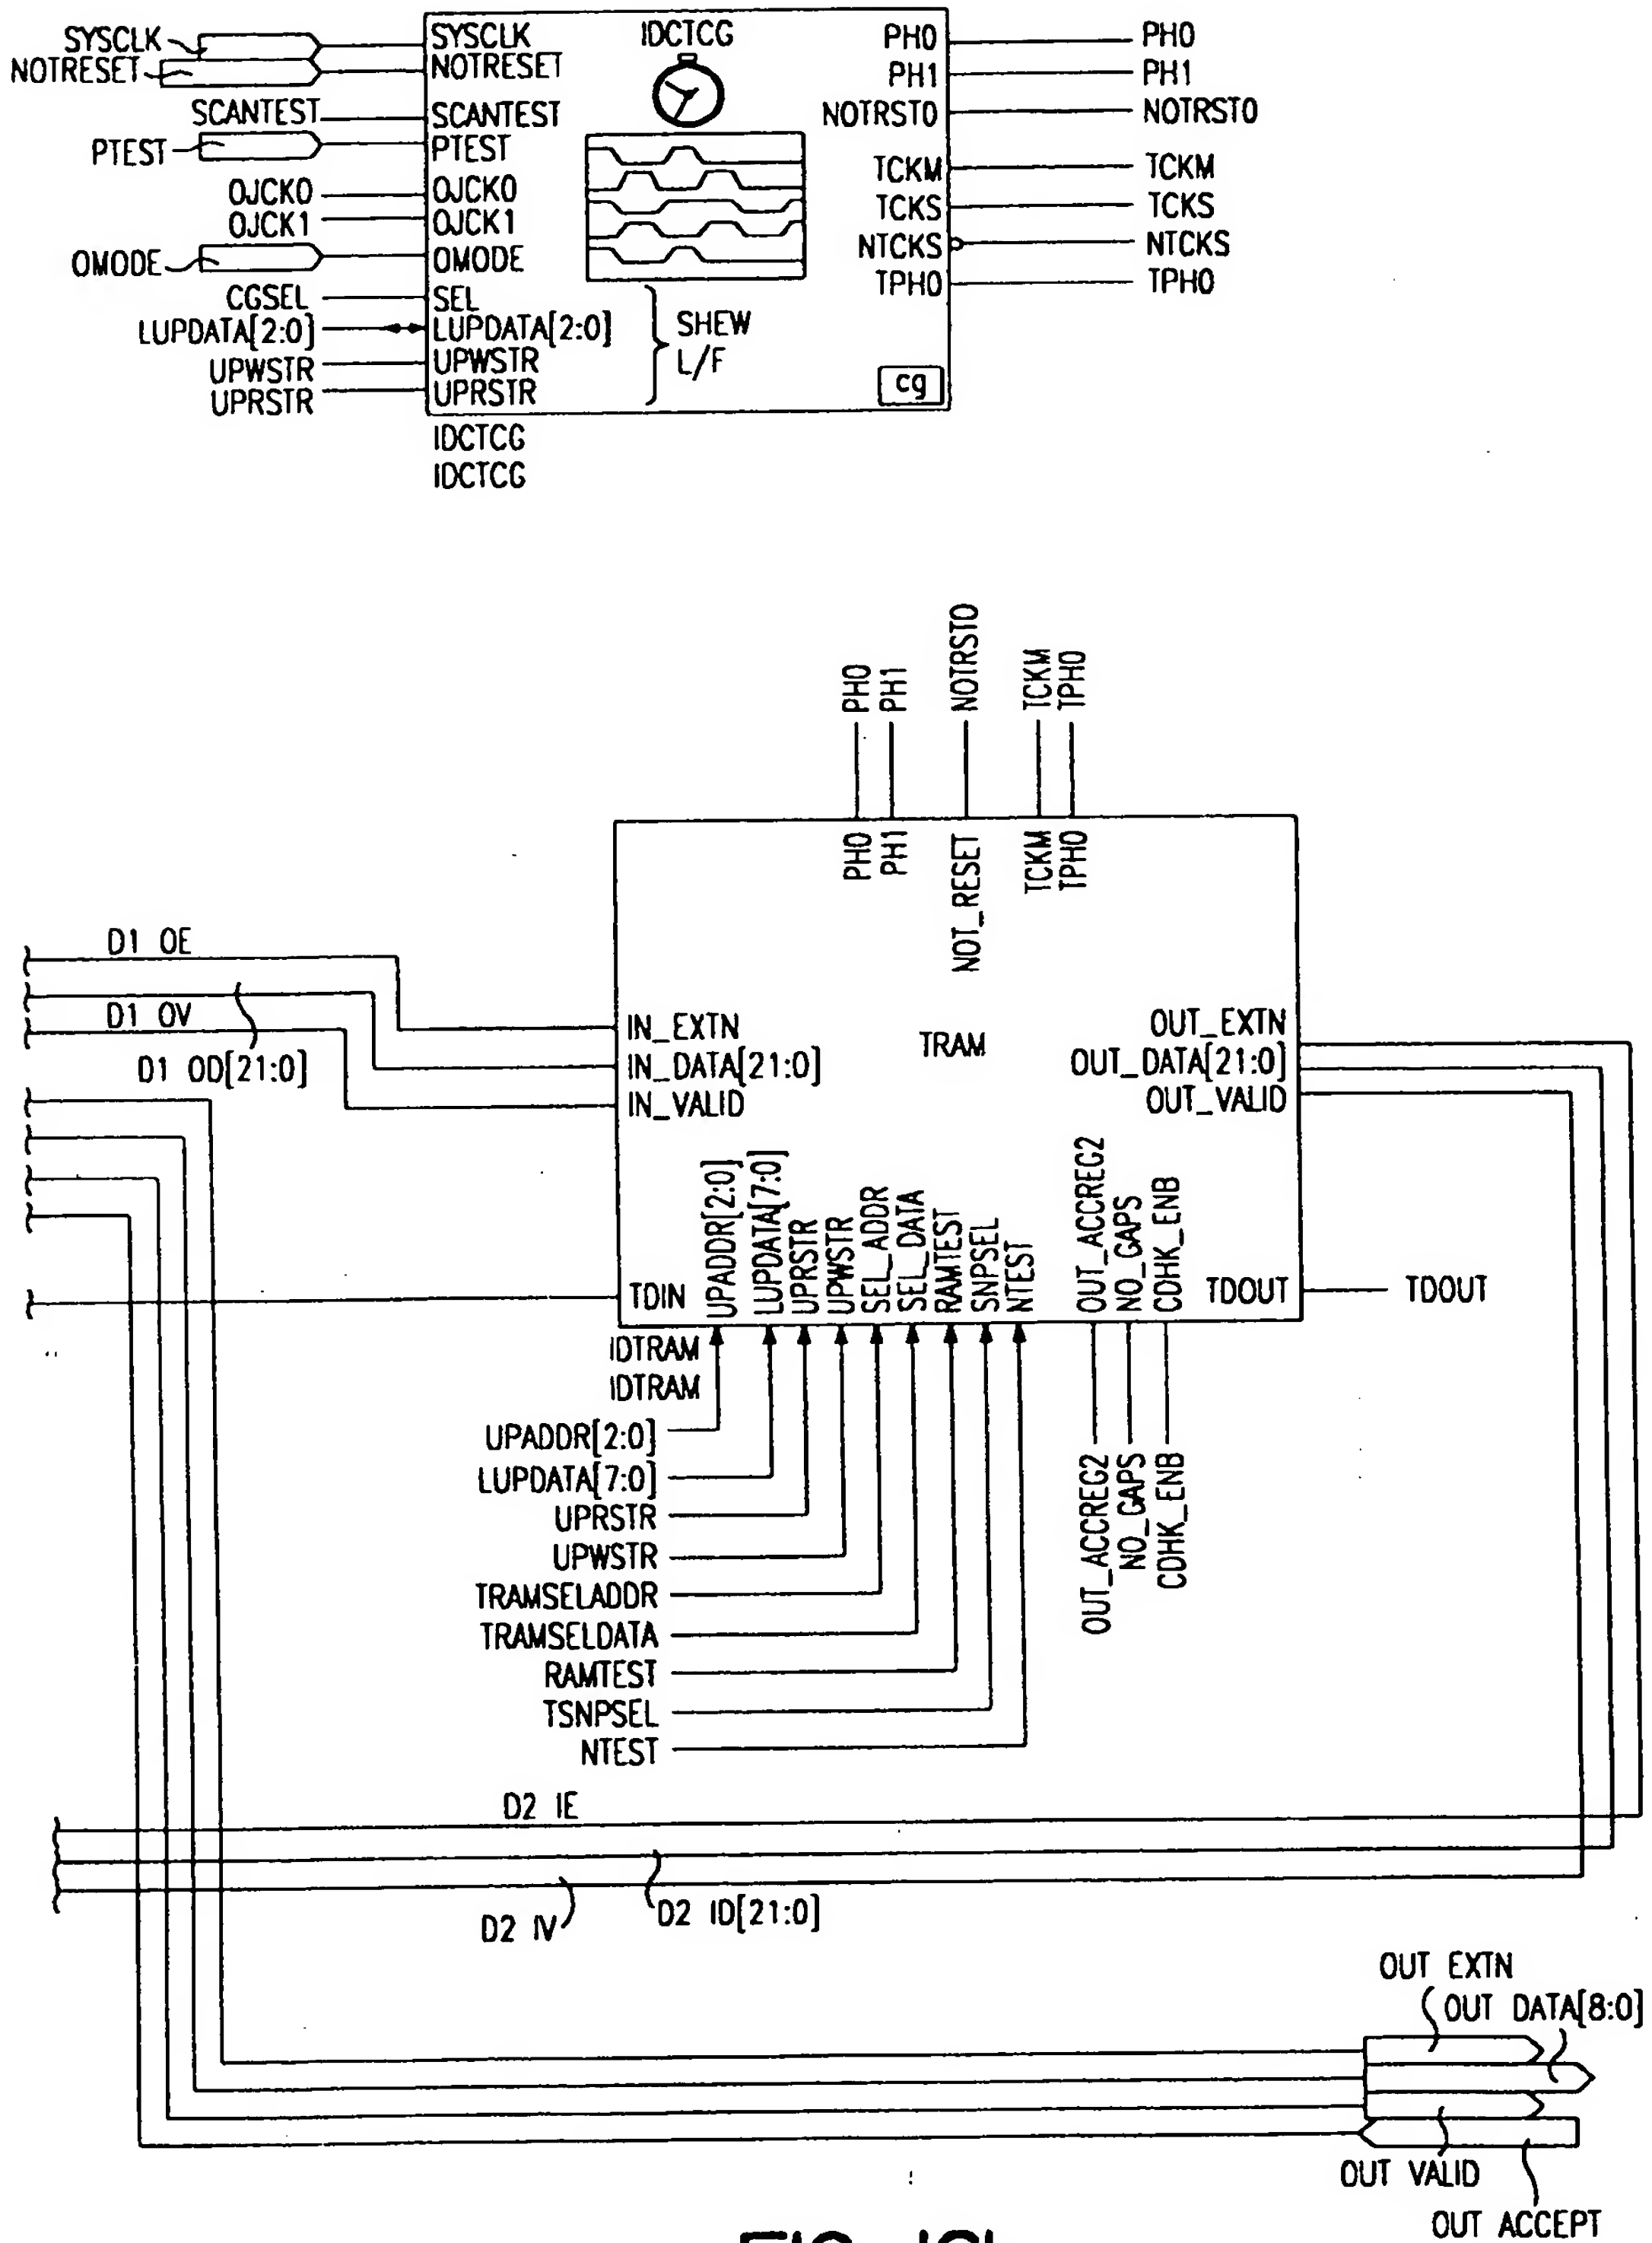 SYSCLK
NOTRESET
SCANTEST
PTEST
OJCK0
OJCK1
OMODE
CGSEL
LUPDATA[2:0]
UPWSTR
UPRSTR
SYSCLK
NOTRESET
SCANTEST
PTEST
OJCK0
OJCK1
OMODE
SEL
LUPDATA[2:0]
UPWSTR
UPRSTR
IDCTCG
SHEW
L/F
PH0
PH1
NOTRST0
TCKM
TCKS
NTCKS
TPH0
cg
PH0
PH1
NOTRST0
TCKM
TCKS
NTCKS
TPH0
IDCTCG
IDCTCG
PH0
PH1
NOTRST0
TCKM
TPH0
PH0
PH1
NOT_RESET
TCKM
TPH0
D1 OE
D1 OV
D1 OD[21:0]
IN_EXTN
IN_DATA[21:0]
IN_VALID
TRAM
OUT_EXTN
OUT_DATA[21:0]
OUT_VALID
TDIN
UPADDR[2:0]
LUPDATA[7:0]
UPRSTR
UPWSTR
SEL_ADDR
SEL_DATA
RAMTEST
SNPSEL
NTEST
OUT_ACCREG2
NO_GAPS
CDHK_ENB
TDOUT
TDOUT
IDTRAM
IDTRAM
UPADDR[2:0]
LUPDATA[7:0]
UPRSTR
UPWSTR
TRAMSELADDR
TRAMSELDATA
RAMTEST
TSNPSEL
NTEST
OUT_ACCREG2
NO_GAPS
CDHK_ENB
D2 IE
D2 IV
D2 ID[21:0]
OUT EXTN
OUT DATA[8:0]
OUT VALID
OUT ACCEPT